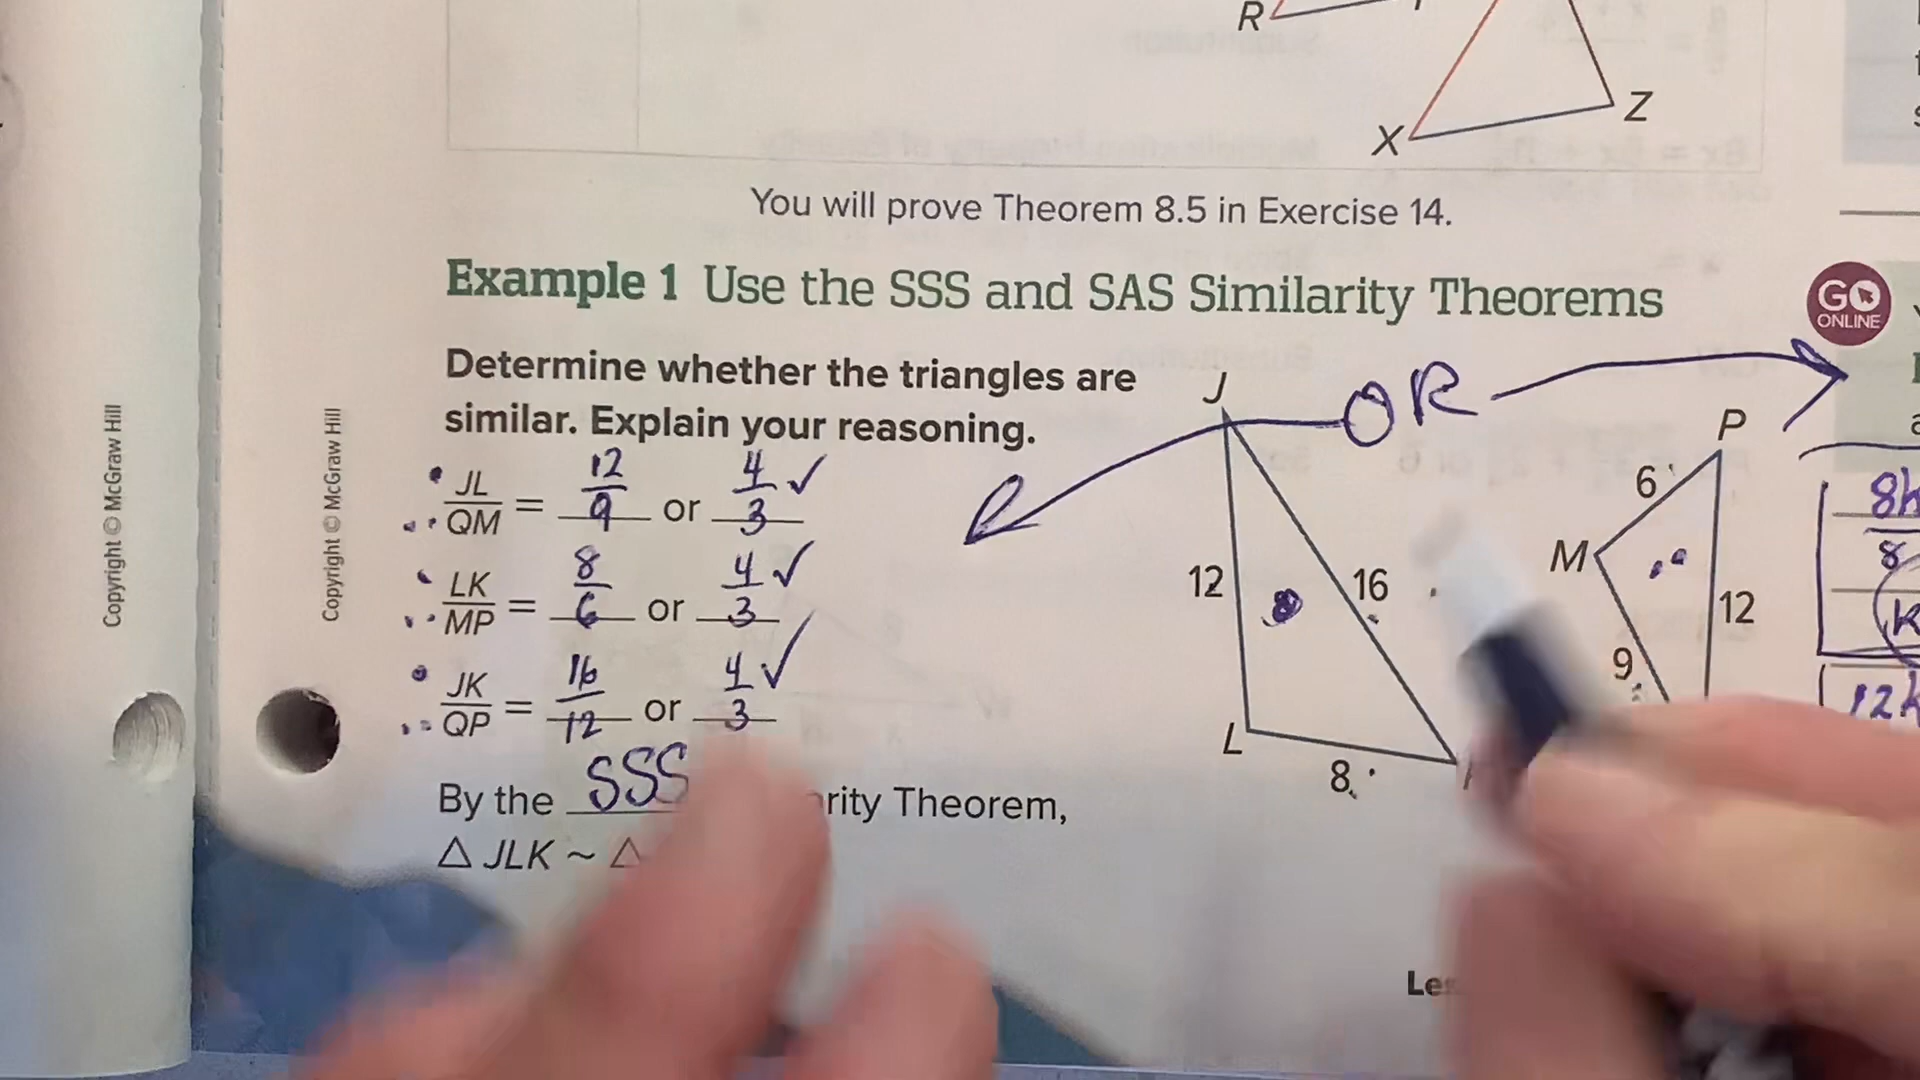 R
Z
X
You will prove Theorem 8.5 in Exercise 14.
Example 1 Use the SSS and SAS Similarity Theorems
GO
ONLINE
Determine whether the triangles are
similar. Explain your reasoning.
J
OR
P
JL/QM = 12/9 or 4/3 ✓
LK/MP = 8/6 or 4/3 ✓
JK/QP = 16/12 or 4/3 ✓
6
M
12
16
12
9
L
8
8
12
By the SSS Theorem,
△ JLK ~ △
Copyright © McGraw Hill
Copyright © McGraw Hill